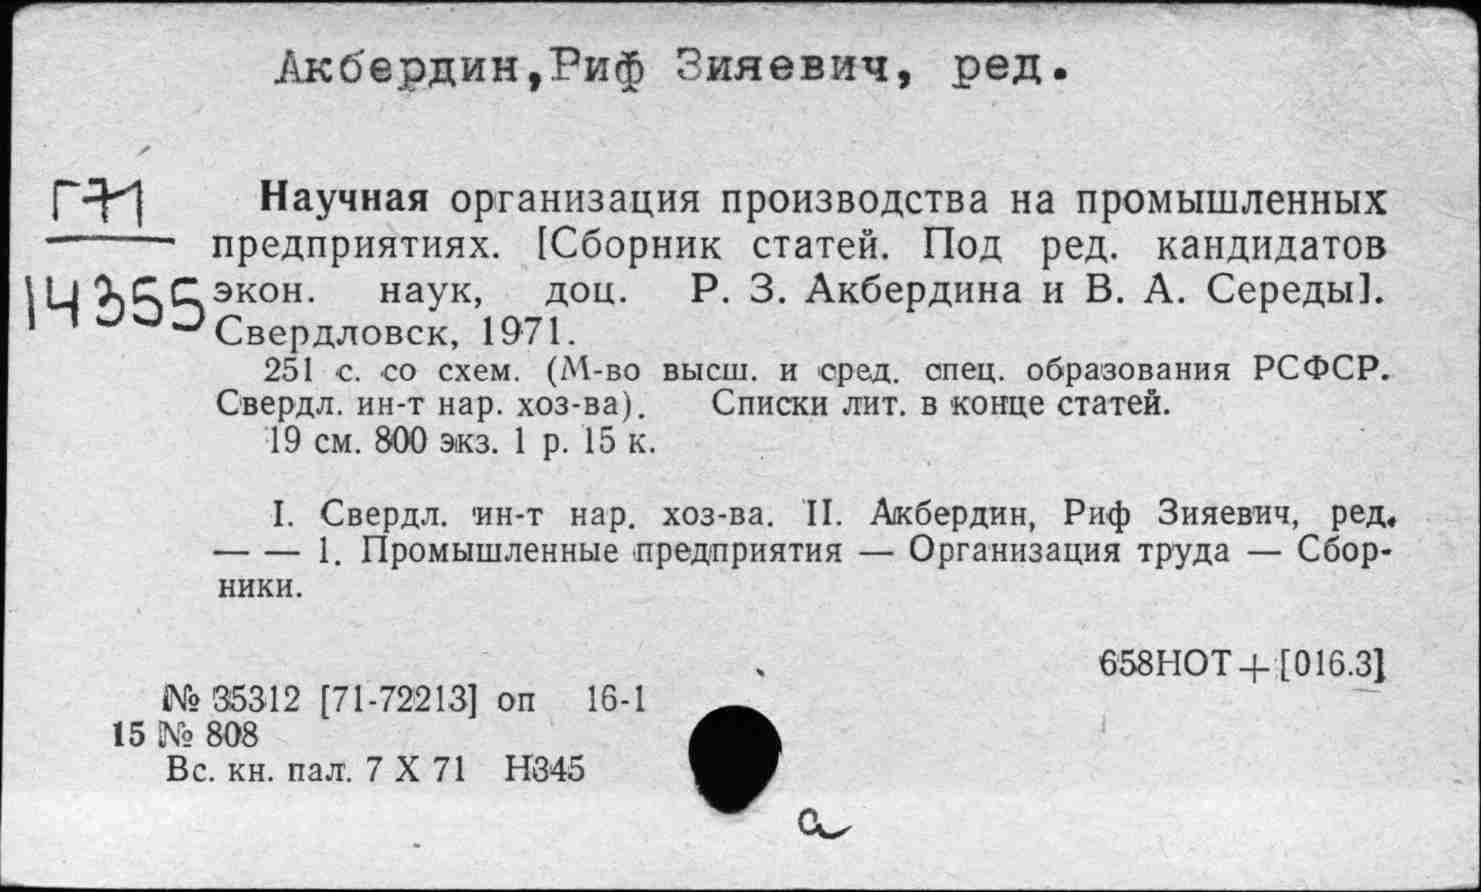 Акбердин,Риф Зияевич, ред.
Г71
14355
Научная организация производства на промышленных
предприятиях. [Сборник статей. Под ред. кандидатов
экон. наук, доц. Р. З. Акбердина и В. А. Середы].
Свердловск, 1971.
251 с. со схем. (М-во высш. и сред. спец. образования РСФСР.
Свердл. ин-т нар. хоз-ва). Списки лит. в конце статей.
19 см. 800 экз. 1 р. 15 к.
I. Свердл. ин-т нар. хоз-ва. II. Акбердин, Риф Зияевич, ред.
— — 1. Промышленные предприятия — Организация труда — Сбор-
ники.
658НОТ+[016.3]
№ 35312 [71-72213] оп 16-1
15 № 808
Вс. кн. пал. 7 X 71 Н345
а